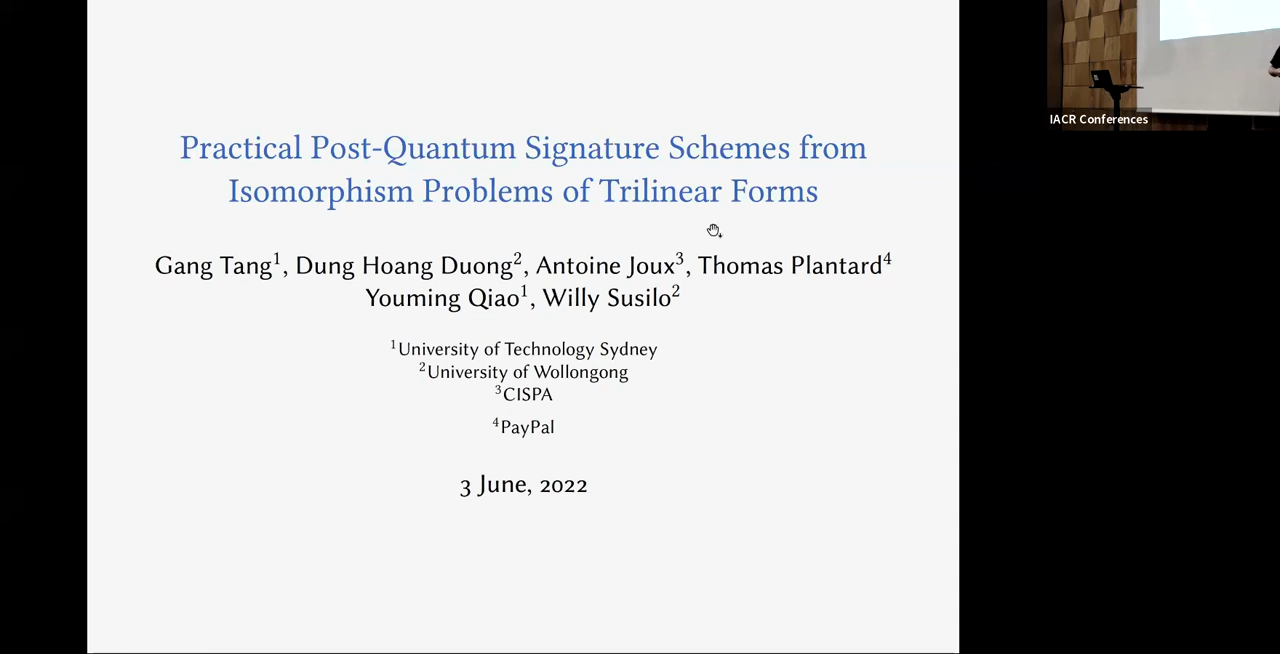 Practical Post-Quantum Signature Schemes from
Isomorphism Problems of Trilinear Forms
Gang Tang¹, Dung Hoang Duong², Antoine Joux³, Thomas Plantard⁴
Youming Qiao¹, Willy Susilo²
¹University of Technology Sydney
²University of Wollongong
³CISPA
⁴PayPal
3 June, 2022
IACR Conferences